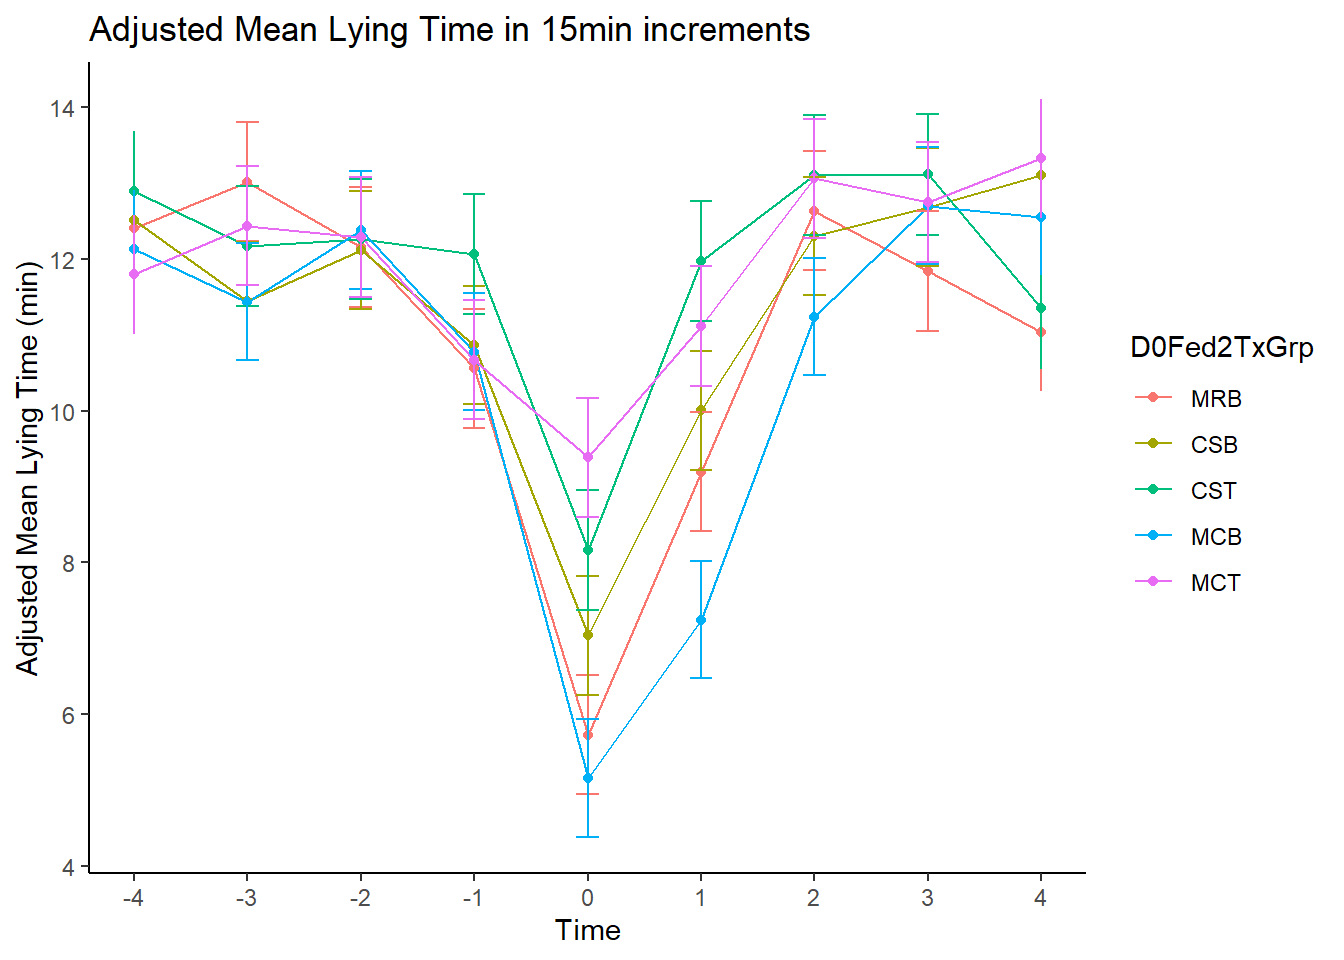 Adjusted Mean Lying Time in 15min increments
Adjusted Mean Lying Time (min)
14
12
10
8
6
4
-4 -3 -2 -1 0 1 2 3 4
Time
D0Fed2TxGrp
MRB
CSB
CST
MCB
MCT